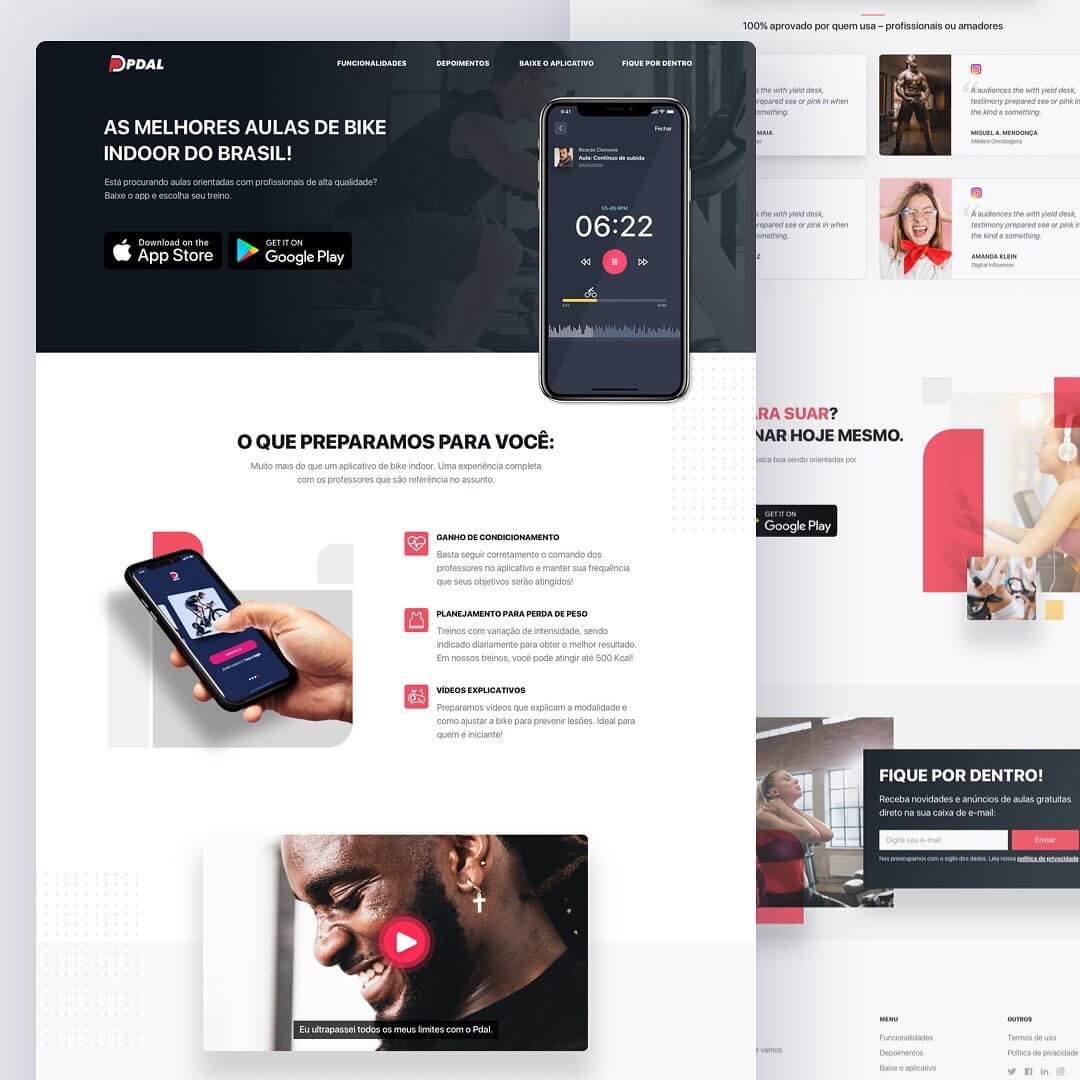 PDAL
FUNCIONALIDADES
DEPOIMENTOS
BAIXE O APLICATIVO
FIQUE POR DENTRO
AS MELHORES AULAS DE BIKE
INDOOR DO BRASIL!
Está procurando aulas orientadas com profissionais de alta qualidade?
Baixe o app e escolha seu treino.
Download on the
App Store
GET IT ON
Google Play
9:41
Fechar
Ricardo Clemente
Aula: Contínuo de subida
55-85 RPM
06:22
O QUE PREPARAMOS PARA VOCÊ:
Muito mais do que um aplicativo de bike indoor. Uma experiência completa
com os professores que são referência no assunto.
GANHO DE CONDICIONAMENTO
Basta seguir corretamente o comando dos
professores no aplicativo e manter sua frequência
que seus objetivos serão atingidos!
PLANEJAMENTO PARA PERDA DE PESO
Treinos com variação de intensidade, sendo
indicado diariamente para obter o melhor resultado.
Em nossos treinos, você pode atingir até 500 Kcal!
VÍDEOS EXPLICATIVOS
Preparamos vídeos que explicam a modalidade e
como ajustar a bike para prevenir lesões. Ideal para
quem é iniciante!
Eu ultrapassei todos os meus limites com o Pdal.
100% aprovado por quem usa – profissionais ou amadores
s the with yield desk,
repared see or pink in when
omething.
MAIA
er
A audiences the with yield desk,
testimony prepared see or pink in when
the kind a something.
MIGUEL A. MENDONÇA
Médico Oncologista
s the with yield desk,
repared see or pink in when
omething.
Z
A audiences the with yield desk,
testimony prepared see or pink in
the kind a something.
AMANDA KLEIN
Digital Influencer
ARA SUAR?
NAR HOJE MESMO.
úsica boa sendo orientadas por
GET IT ON
Google Play
FIQUE POR DENTRO!
Receba novidades e anúncios de aulas gratuitas
direto na sua caixa de e-mail:
Digite seu e-mail
Enviar
Nos preocupamos com o sigilo dos dados. Leia nossa política de privacidade
e vamos
MENU
Funcionalidades
Depoimentos
Baixe o aplicativo
OUTROS
Termos de uso
Política de pivacidade